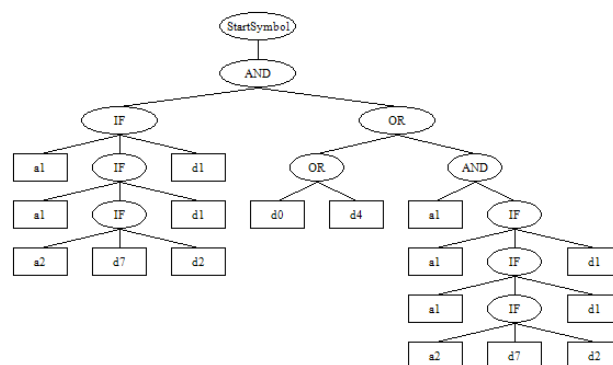 StartSymbol
AND
IF OR
a1 IF d1 OR AND
a1 IF d1 d0 d4 a1 IF
a2 d7 d2 a1 IF d1
a1 IF d1
a2 d7 d2